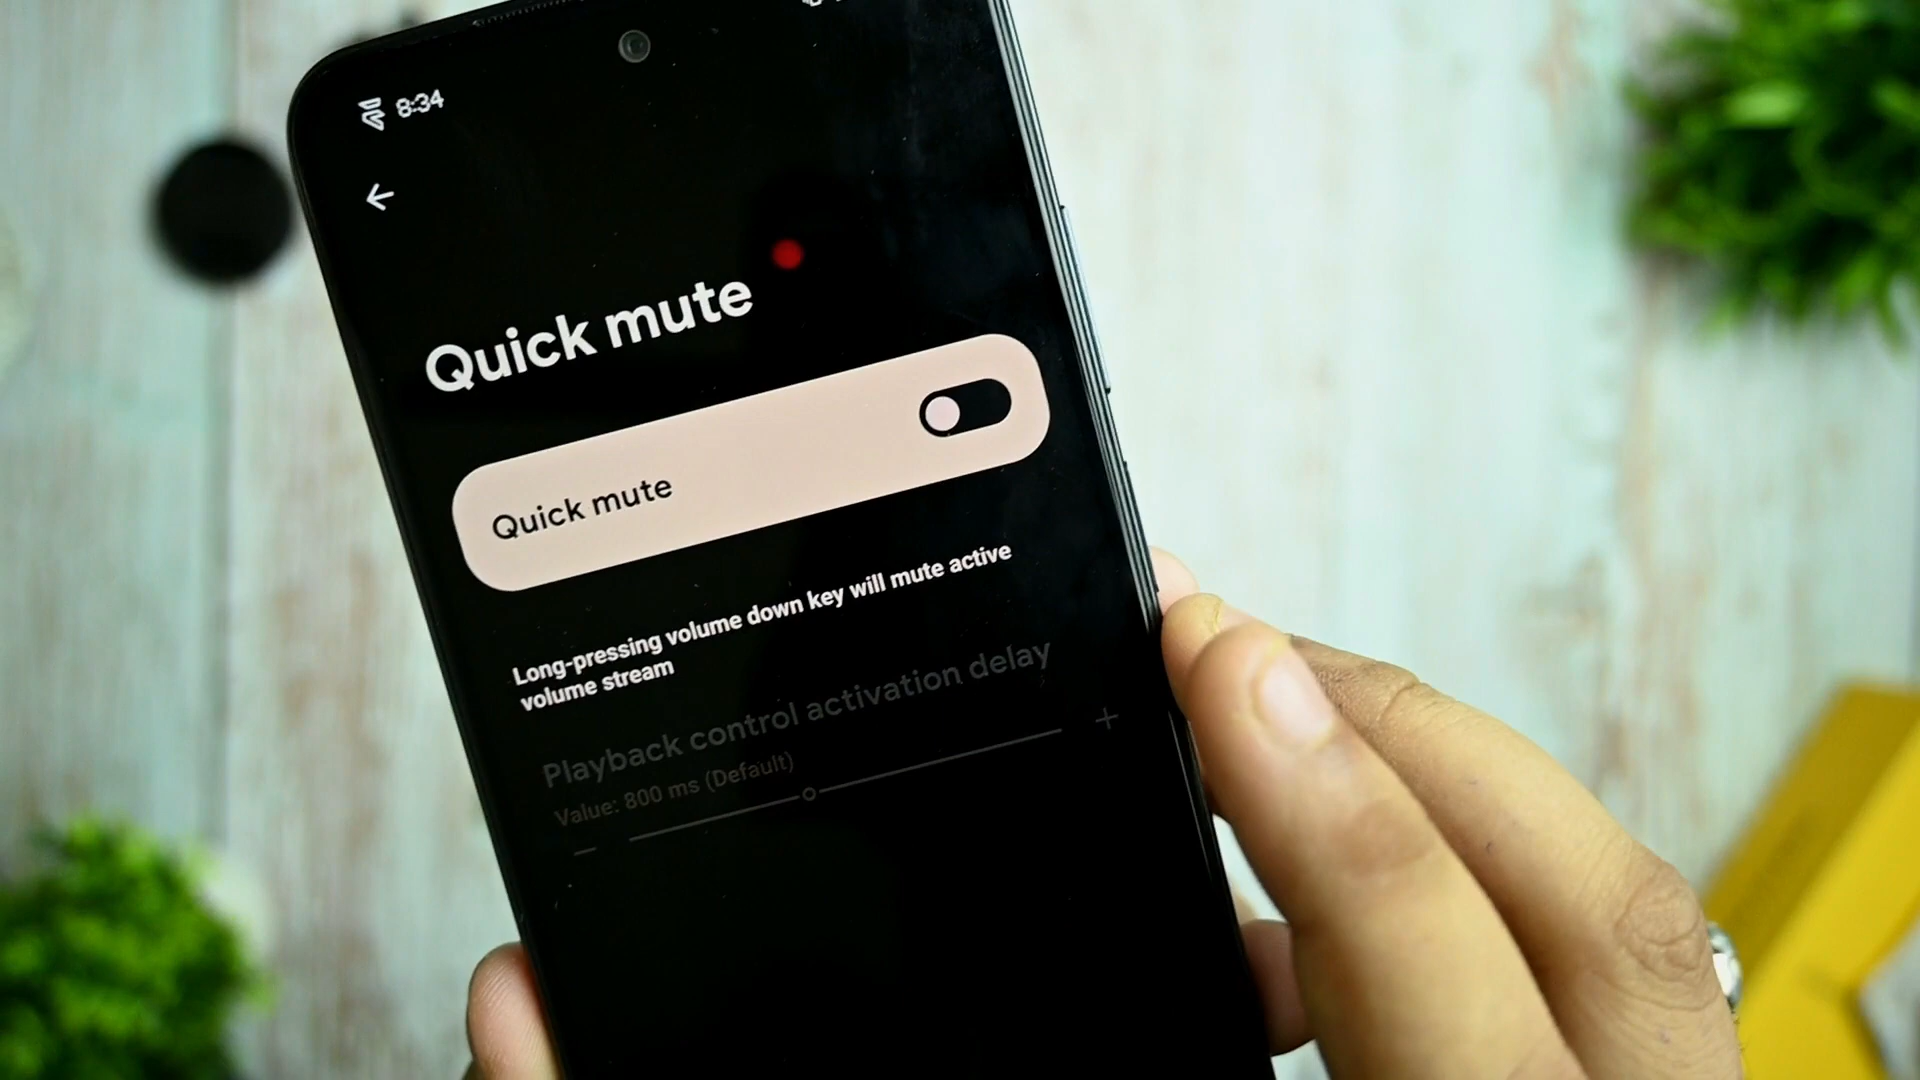 8:34
Quick mute
Quick mute
Long-pressing volume down key will mute active
volume stream
Playback control activation delay
Value: 800 ms (Default)